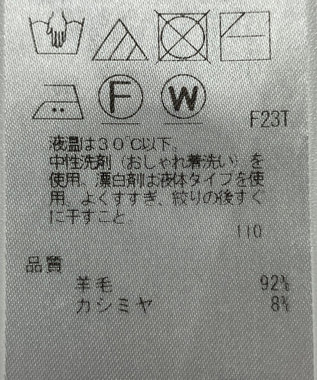 F W
F23T
液温は30℃以下。
中性洗剤（おしゃれ着洗い）を
使用。漂白剤は液体タイプを使
用。よくすすぎ、絞りの後すぐ
に干すこと。
110
品質
羊毛 92%
カシミヤ 8%